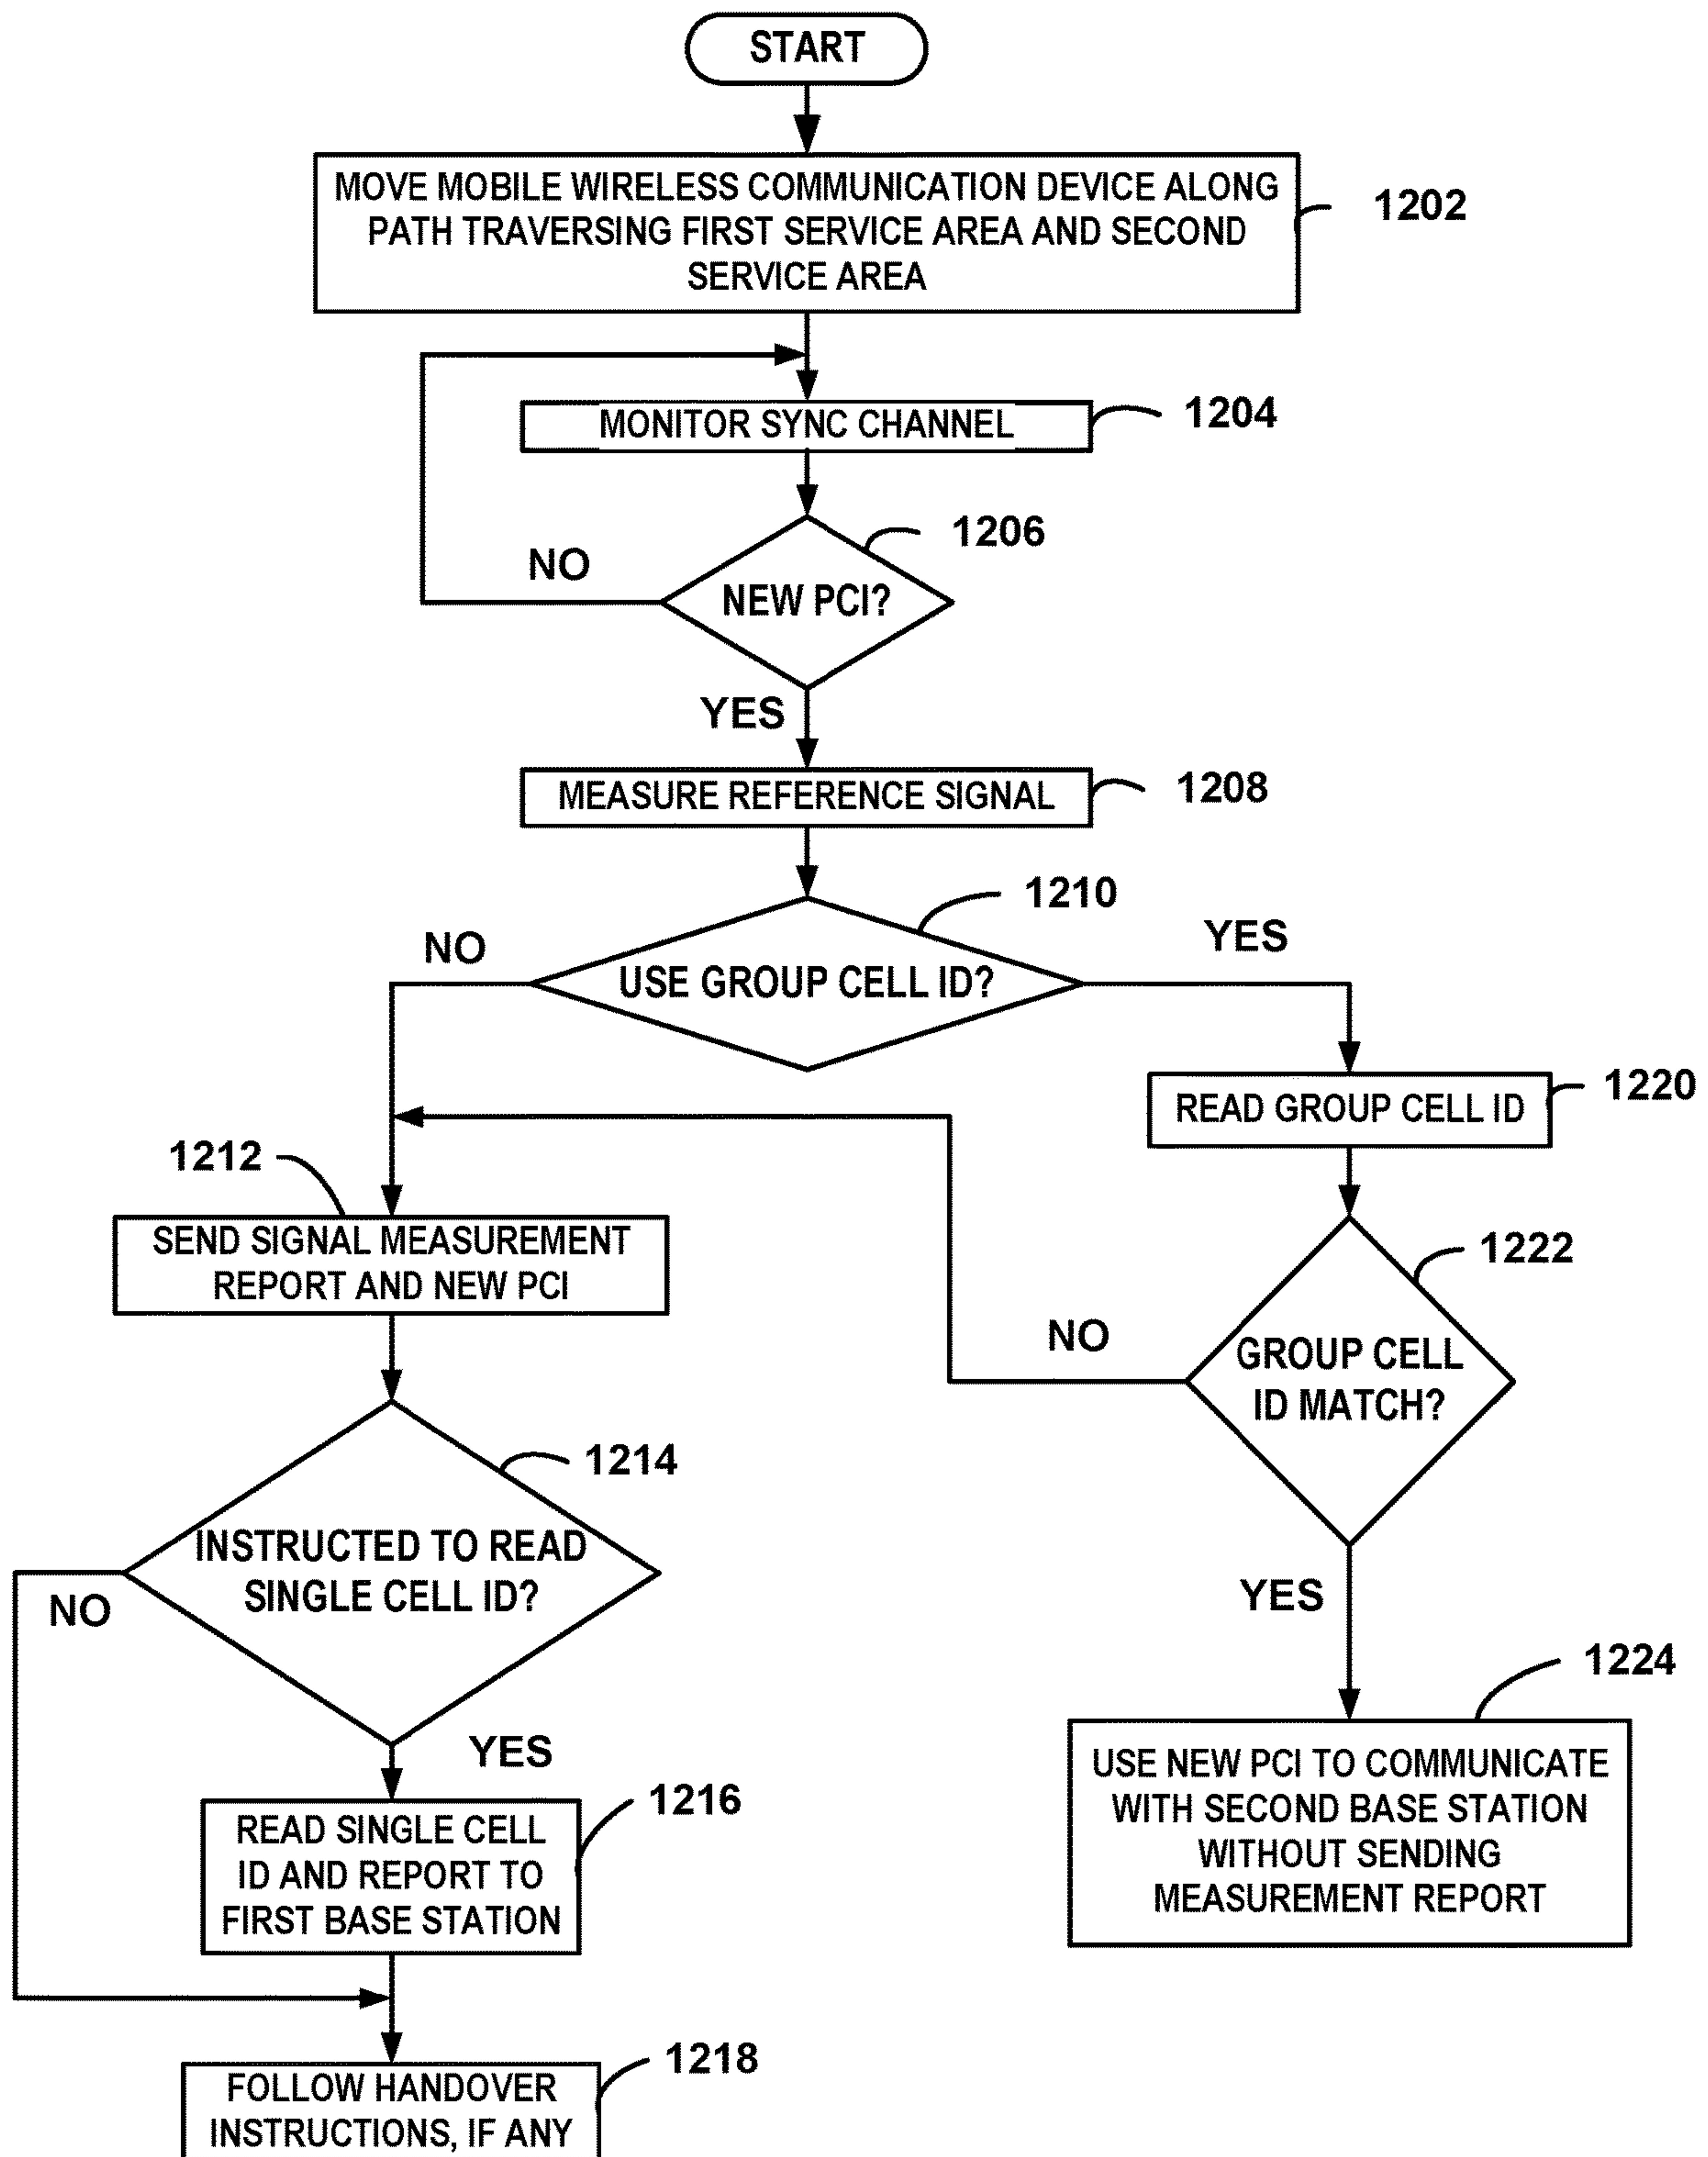 START
MOVE MOBILE WIRELESS COMMUNICATION DEVICE ALONG
PATH TRAVERSING FIRST SERVICE AREA AND SECOND
SERVICE AREA
1202
MONITOR SYNC CHANNEL
1204
1206
NO
NEW PCI?
YES
MEASURE REFERENCE SIGNAL
1208
1210
NO
YES
USE GROUP CELL ID?
1220
READ GROUP CELL ID
1212
SEND SIGNAL MEASUREMENT
REPORT AND NEW PCI
1222
NO
GROUP CELL
ID MATCH?
1214
INSTRUCTED TO READ
SINGLE CELL ID?
NO
YES
YES
1224
USE NEW PCI TO COMMUNICATE
WITH SECOND BASE STATION
WITHOUT SENDING
MEASUREMENT REPORT
1216
READ SINGLE CELL
ID AND REPORT TO
FIRST BASE STATION
1218
FOLLOW HANDOVER
INSTRUCTIONS, IF ANY